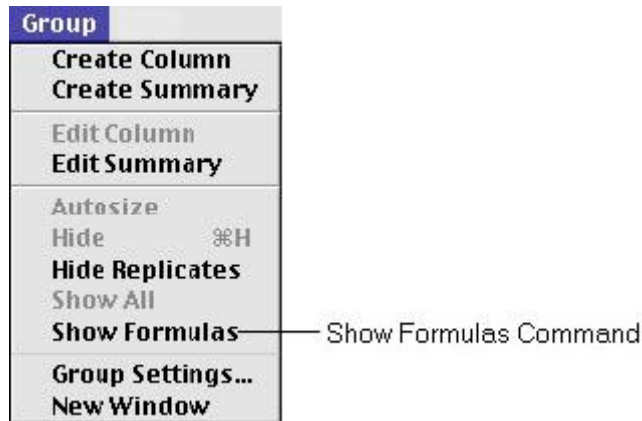 Group
Create Column
Create Summary
Edit Column
Edit Summary
Autosize
Hide ⌘H
Hide Replicates
Show All
Show Formulas Show Formulas Command
Group Settings...
New Window